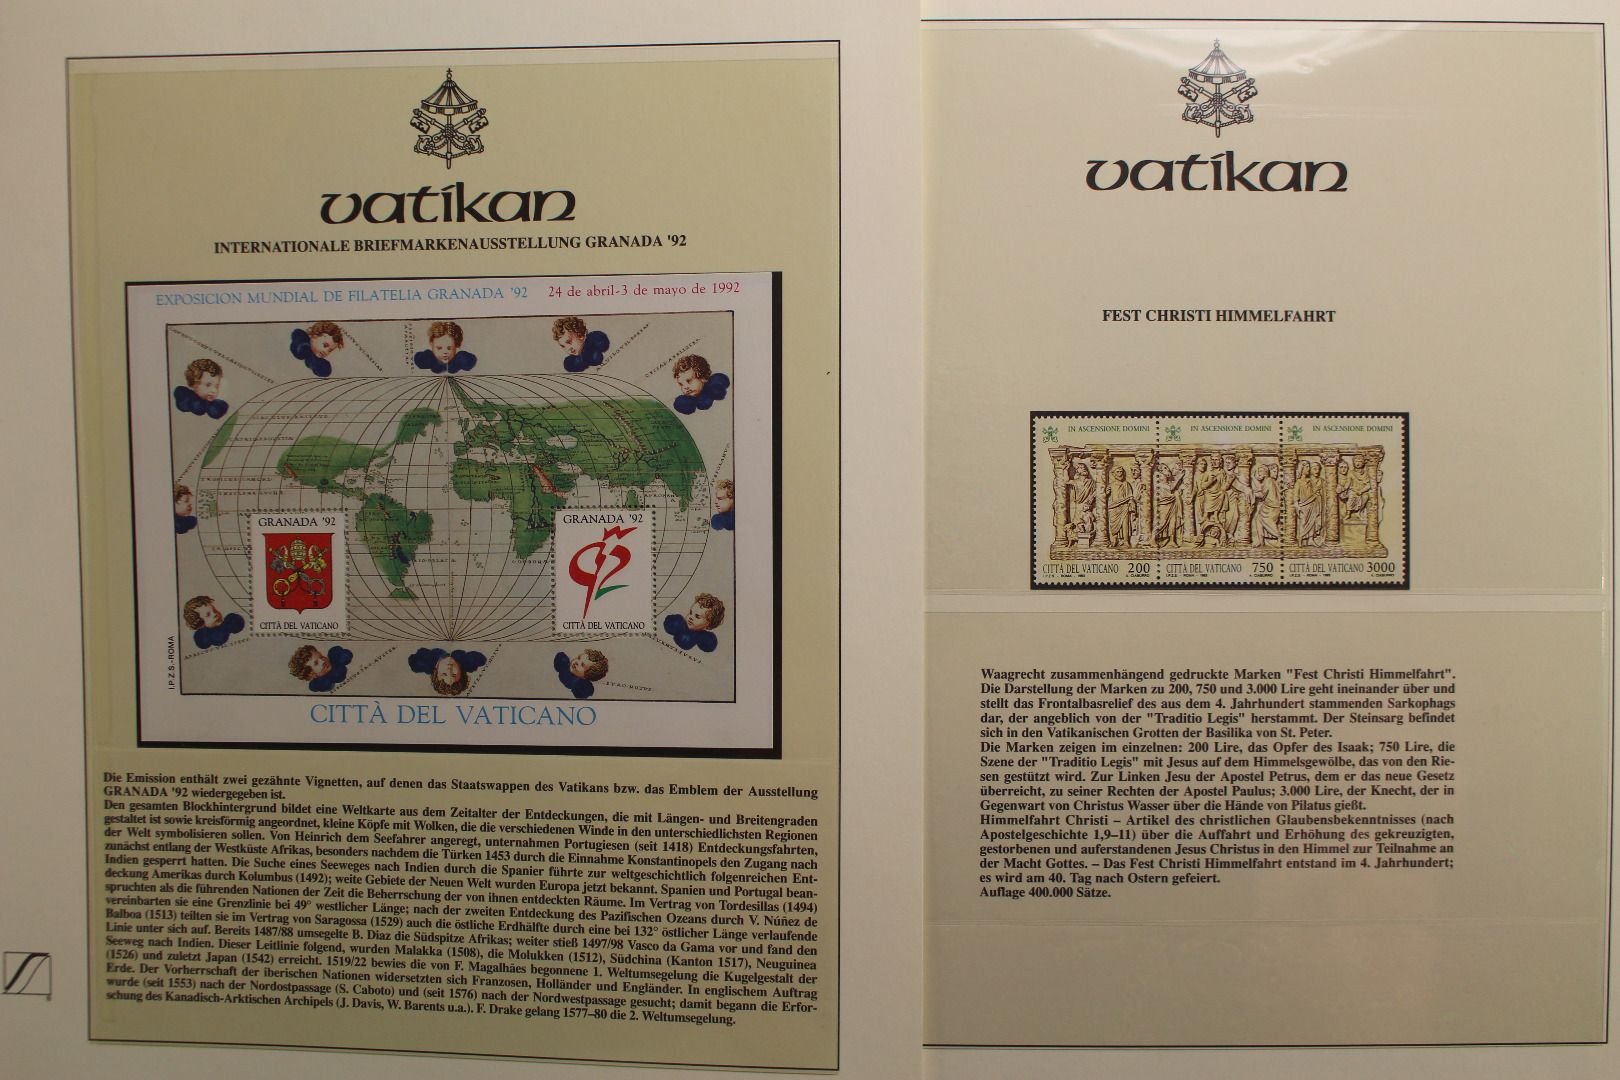 vatikan
INTERNATIONALE BRIEFMARKENAUSSTELLUNG GRANADA '92
EXPOSICION MUNDIAL DE FILATELIA GRANADA '92 24 de abril-3 de mayo de 1992
GRANADA '92
CITTÀ DEL VATICANO
GRANADA '92
CITTÀ DEL VATICANO
I.P.Z.S.-ROMA
CITTÀ DEL VATICANO
Die Emission enthält zwei gezähnte Vignetten, auf denen das Staatswappen des Vatikans bzw. das Emblem der Ausstellung
GRANADA '92 wiedergegeben ist.
Den gesamten Blockhintergrund bildet eine Weltkarte aus dem Zeitalter der Entdeckungen, die mit Längen- und Breitengraden
gestaltet ist sowie kreisförmig angeordnet, kleine Köpfe mit Wolken, die die verschiedenen Winde in den unterschiedlichsten Regionen
der Welt symbolisieren sollen. Von Heinrich dem Seefahrer angeregt, unternahmen Portugiesen (seit 1418) Entdeckungsfahrten,
zunächst entlang der Westküste Afrikas, besonders nachdem die Türken 1453 durch die Einnahme Konstantinopels den Zugang nach
Indien gesperrt hatten. Die Suche eines Seeweges nach Indien durch die Spanier führte zur weltgeschichtlich folgenreichen Ent-
deckung Amerikas durch Kolumbus (1492); weite Gebiete der Neuen Welt wurden Europa jetzt bekannt. Spanien und Portugal bean-
spruchten als die führenden Nationen der Zeit die Beherrschung der von ihnen entdeckten Räume. Im Vertrag von Tordesillas (1494)
vereinbarten sie eine Grenzlinie bei 49° westlicher Länge; nach der zweiten Entdeckung des Pazifischen Ozeans durch V. Núñez de
Balboa (1513) teilten sie im Vertrag von Saragossa (1529) auch die östliche Erdhälfte durch eine bei 132° östlicher Länge verlaufende
Linie unter sich auf. Bereits 1487/88 umsegelte B. Diaz die Südspitze Afrikas; weiter stieß 1497/98 Vasco da Gama vor und fand den
Seeweg nach Indien. Dieser Leitlinie folgend, wurden Malakka (1508), die Molukken (1512), Südchina (Kanton 1517), Neuguinea
(1526) und zuletzt Japan (1542) erreicht. 1519/22 bewies die von F. Magalhães begonnene 1. Weltumsegelung die Kugelgestalt der
Erde. Der Vorherrschaft der iberischen Nationen widersetzten sich Franzosen, Holländer und Engländer. In englischem Auftrag
wurde (seit 1553) nach der Nordostpassage (S. Caboto) und (seit 1576) nach der Nordwestpassage gesucht; damit begann die Erfor-
schung des Kanadisch-Arktischen Archipels (J. Davis, W. Barents u.a.). F. Drake gelang 1577–80 die 2. Weltumsegelung.
vatikan
FEST CHRISTI HIMMELFAHRT
IN ASCENSIONE DOMINI IN ASCENSIONE DOMINI IN ASCENSIONE DOMINI
CITTÀ DEL VATICANO 200 CITTÀ DEL VATICANO 750 CITTÀ DEL VATICANO 3000
I.P.Z.S. - ROMA - 1993 A. CIABURRO I.P.Z.S. - ROMA - 1993 A. CIABURRO I.P.Z.S. - ROMA - 1993 A. CIABURRO
Waagrecht zusammenhängend gedruckte Marken "Fest Christi Himmelfahrt".
Die Darstellung der Marken zu 200, 750 und 3.000 Lire geht ineinander über und
stellt das Frontalbasrelief des aus dem 4. Jahrhundert stammenden Sarkophags
dar, der angeblich von der "Traditio Legis" herstammt. Der Steinsarg befindet
sich in den Vatikanischen Grotten der Basilika von St. Peter.
Die Marken zeigen im einzelnen: 200 Lire, das Opfer des Isaak; 750 Lire, die
Szene der "Traditio Legis" mit Jesus auf dem Himmelsgewölbe, das von den Rie-
sen gestützt wird. Zur Linken Jesu der Apostel Petrus, dem er das neue Gesetz
überreicht, zu seiner Rechten der Apostel Paulus; 3.000 Lire, der Knecht, der in
Gegenwart von Christus Wasser über die Hände von Pilatus gießt.
Himmelfahrt Christi – Artikel des christlichen Glaubensbekenntnisses (nach
Apostelgeschichte 1,9–11) über die Auffahrt und Erhöhung des gekreuzigten,
gestorbenen und auferstandenen Jesus Christus in den Himmel zur Teilnahme an
der Macht Gottes. – Das Fest Christi Himmelfahrt entstand im 4. Jahrhundert;
es wird am 40. Tag nach Ostern gefeiert.
Auflage 400.000 Sätze.